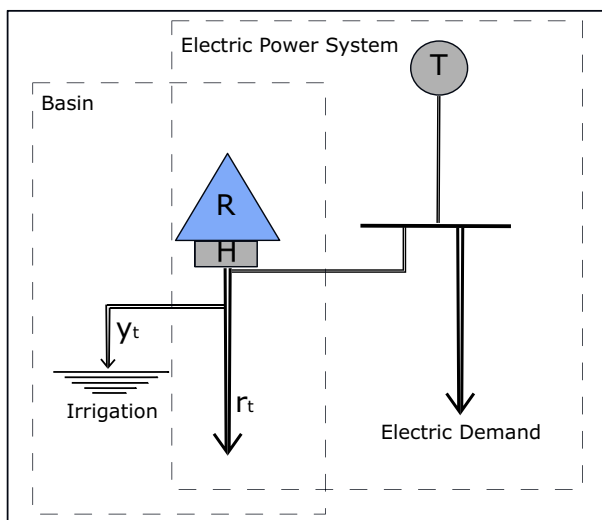 Electric Power System
T
Basin
R
H
yt
Irrigation
rt
Electric Demand